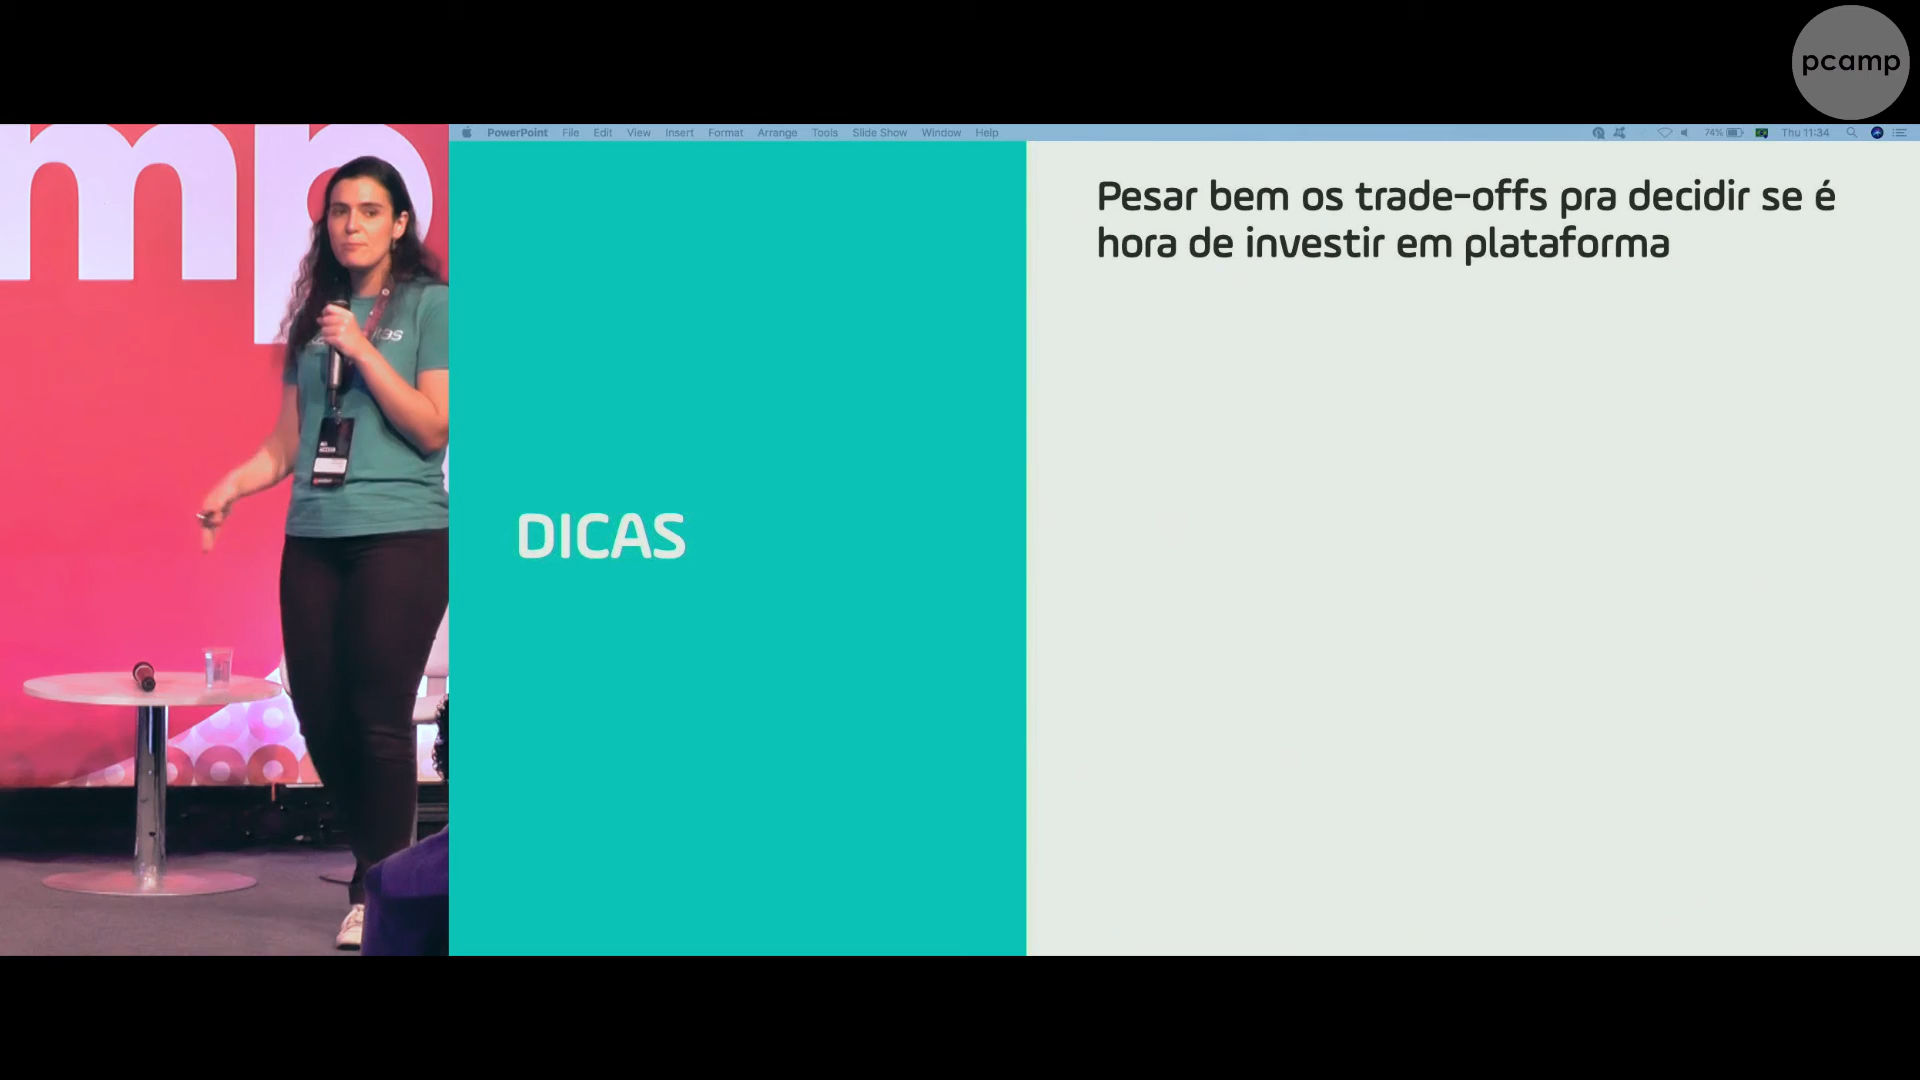 pcamp
mp
PowerPoint File Edit View Insert Format Arrange Tools Slide Show Window Help
74% Thu 11:34
DICAS
Pesar bem os trade-offs pra decidir se é
hora de investir em plataforma